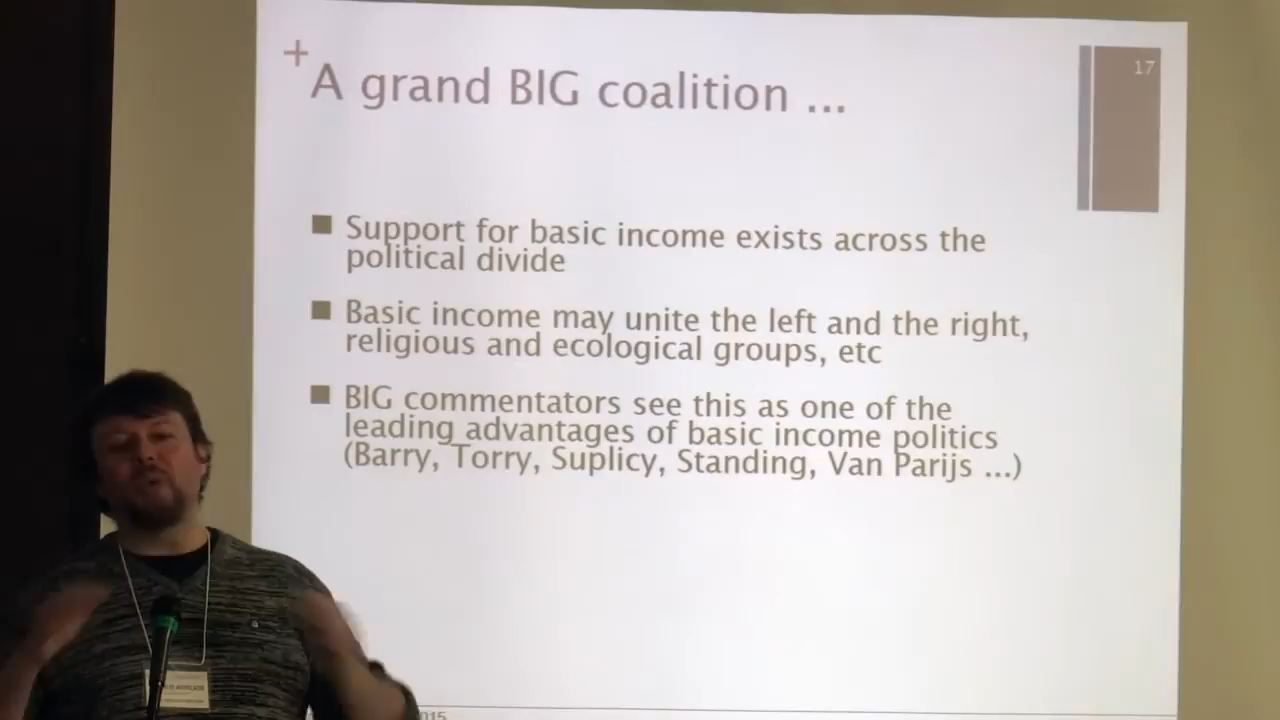 +
A grand BIG coalition ...
17
■ Support for basic income exists across the
political divide
■ Basic income may unite the left and the right,
religious and ecological groups, etc
■ BIG commentators see this as one of the
leading advantages of basic income politics
(Barry, Torry, Suplicy, Standing, Van Parijs ...)